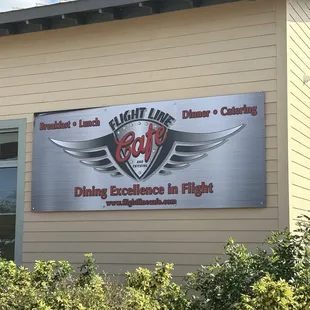 FLIGHT LINE
Breakfast • Lunch
Dinner • Catering
Cafe
Dining Excellence in Flight
www.flightlinecafe.com